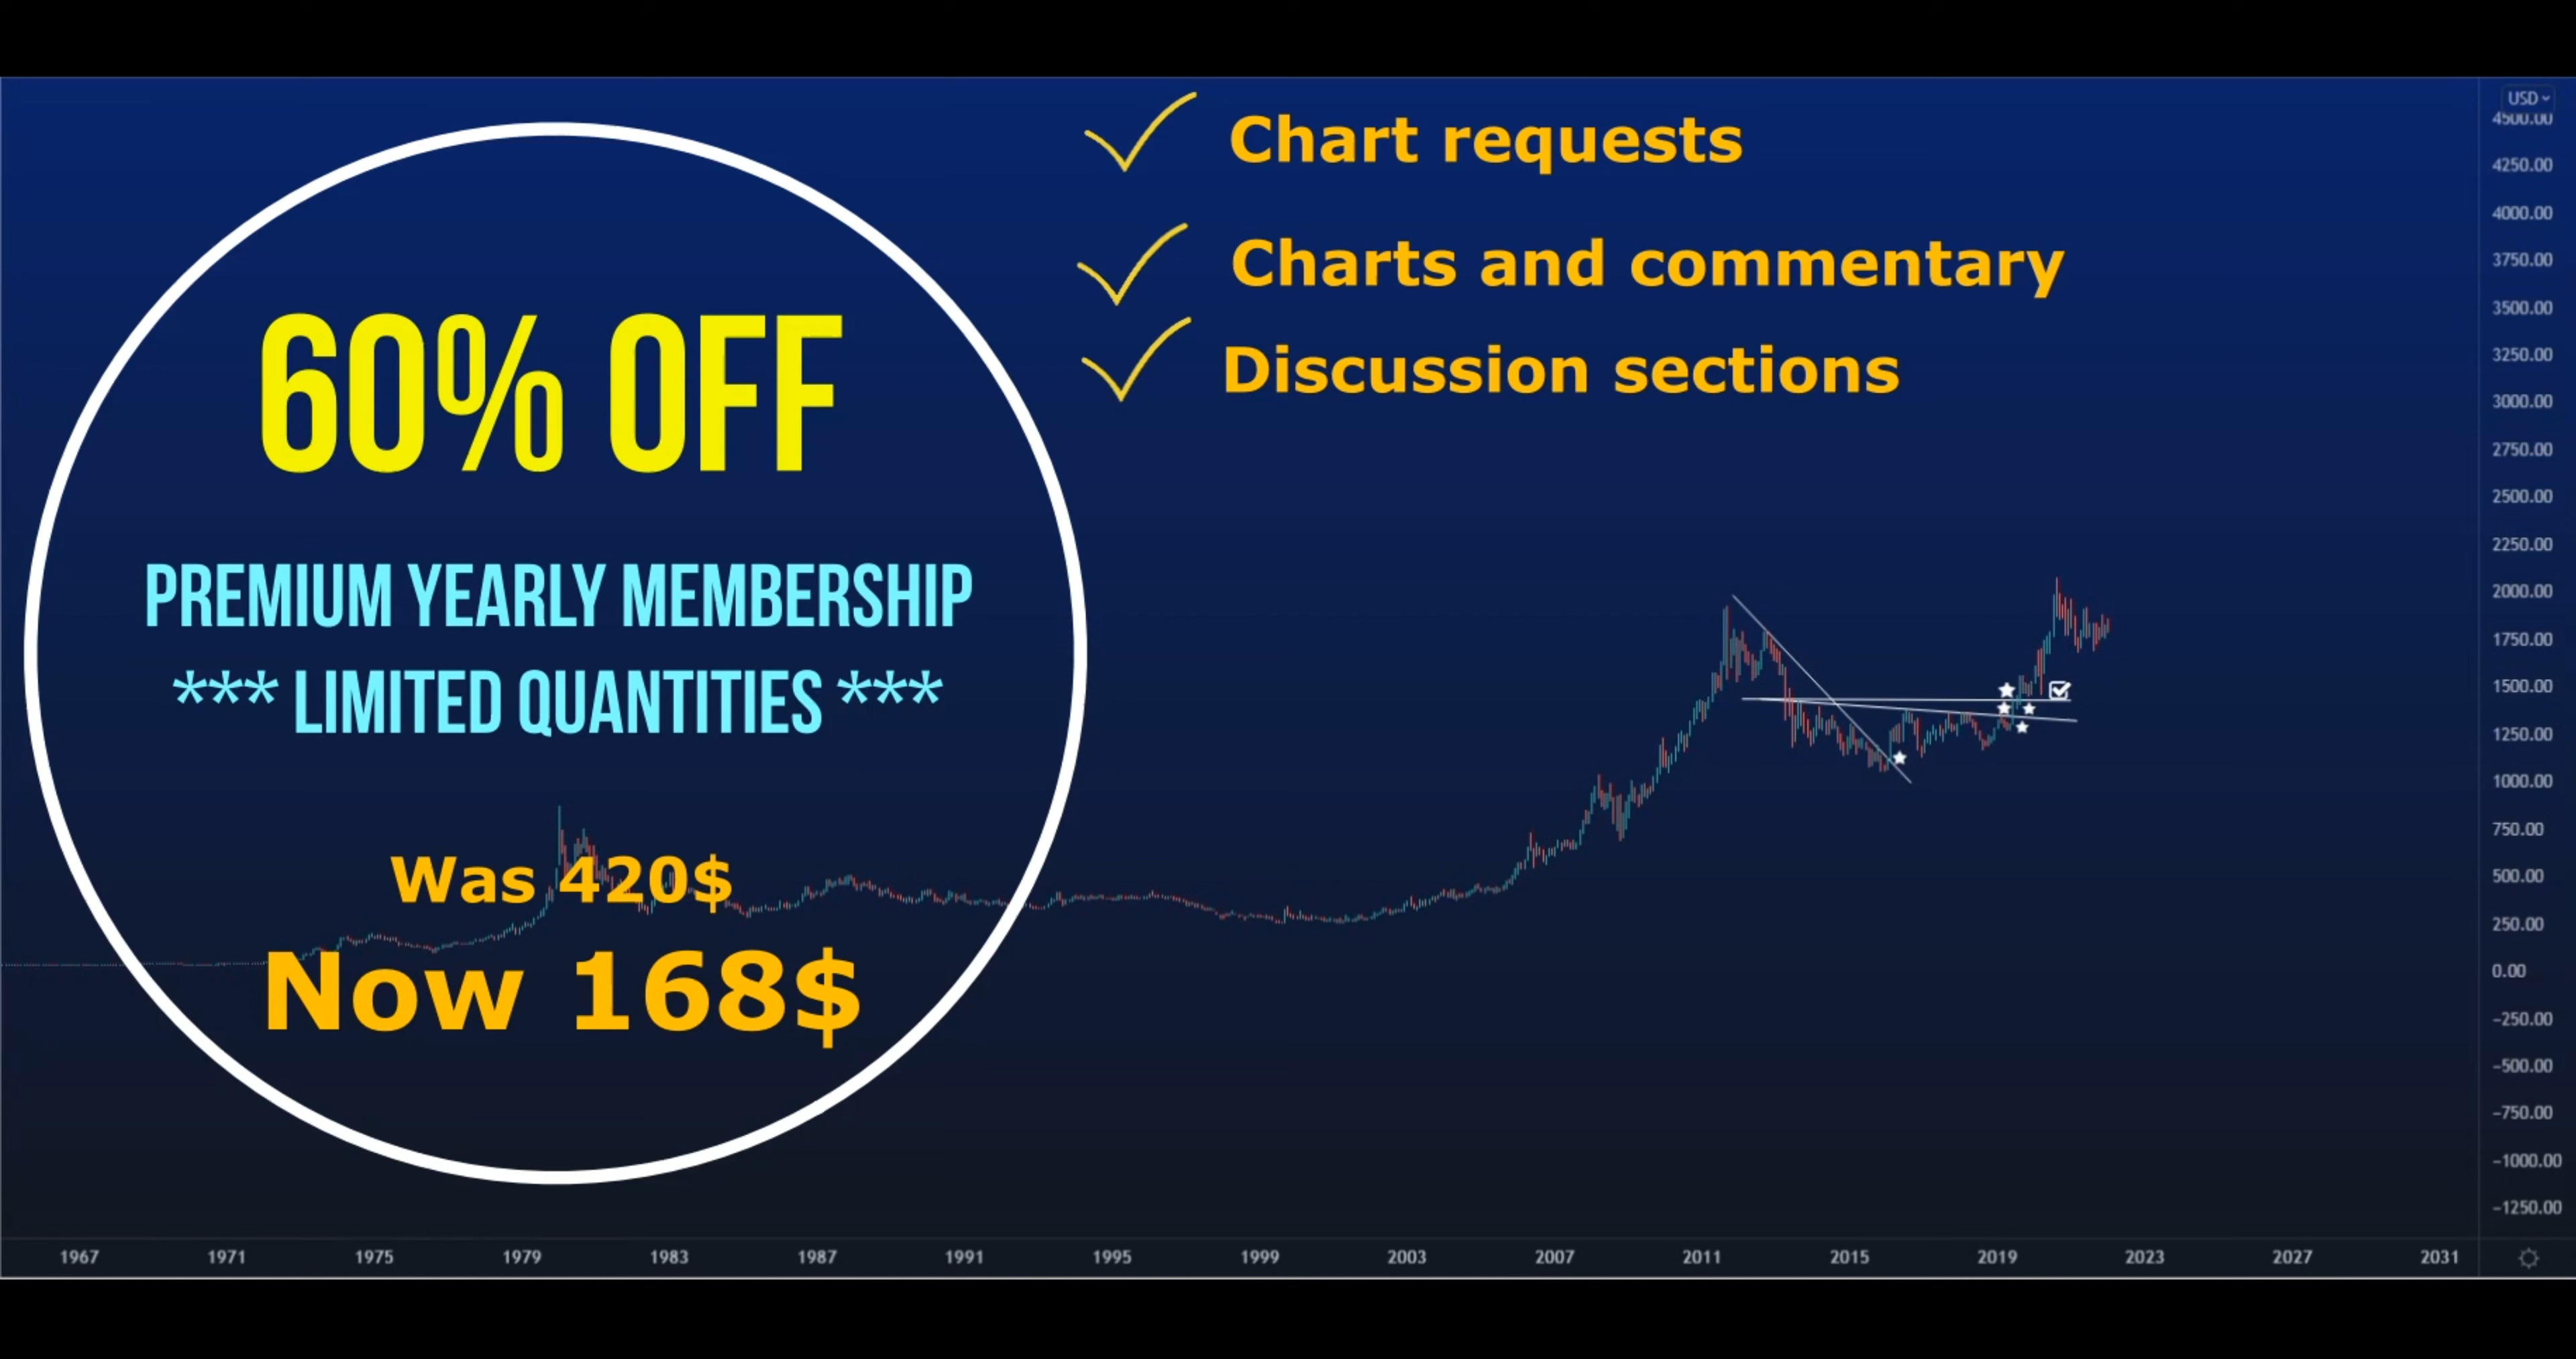 60% OFF
PREMIUM YEARLY MEMBERSHIP
*** LIMITED QUANTITIES ***
Was 420$
Now 168$
Chart requests
Charts and commentary
Discussion sections
USD
4500.00
4250.00
4000.00
3750.00
3500.00
3250.00
3000.00
2750.00
2500.00
2250.00
2000.00
1750.00
1500.00
1250.00
1000.00
750.00
500.00
250.00
0.00
-250.00
-500.00
-750.00
-1000.00
-1250.00
1967 1971 1975 1979 1983 1987 1991 1995 1999 2003 2007 2011 2015 2019 2023 2027 2031